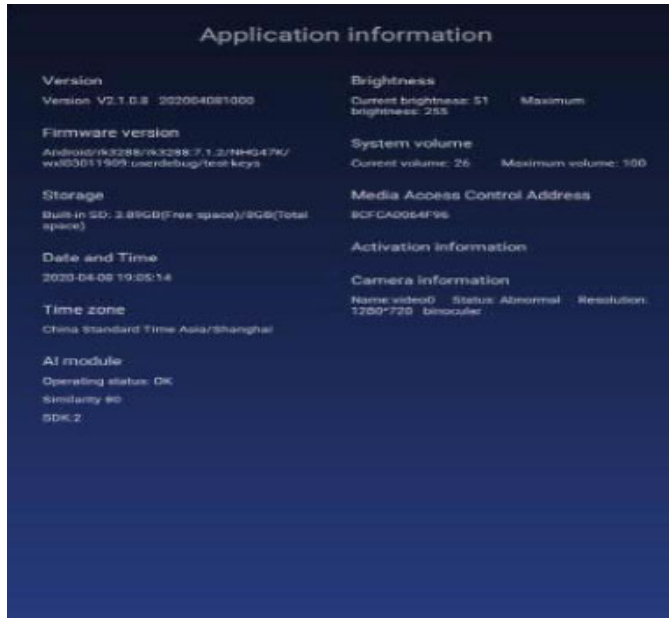 Application information
Version
Version V2.1.0.8 202004081000
Firmware version
Android/rk3288/rk3288:7.1.2/NHG47K/
wxl03011909:userdebug/test-keys
Storage
Built-in SD: 3.89GB(Free space)/8GB(Total
space)
Date and Time
2020-04-08 19:05:14
Time zone
China Standard Time Asia/Shanghai
AI module
Operating status: OK
Similarity 80
SDK:2
Brightness
Current brightness: 51 Maximum
brightness: 255
System volume
Current volume: 26 Maximum volume: 100
Media Access Control Address
Activation information
Camera information
Name:video0 Status: Abnormal Resolution:
1280*720 binocular